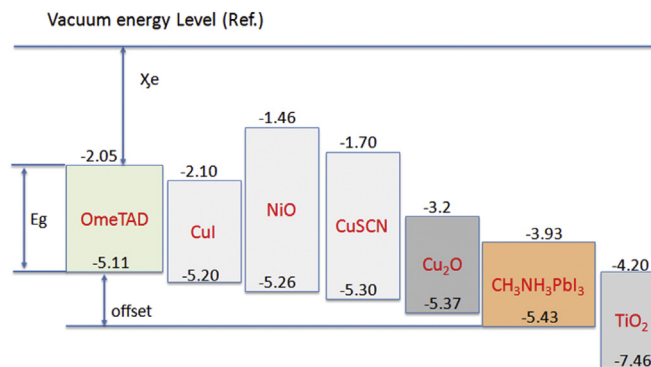 Vacuum energy Level (Ref.)
χe
-1.46
-1.70
-2.05
-2.10
-3.2
-3.93
-4.20
Eg
OmeTAD
CuI
NiO
CuSCN
Cu₂O
CH₃NH₃PbI₃
TiO₂
-5.11
-5.20
-5.26
-5.30
-5.37
-5.43
-7.46
offset